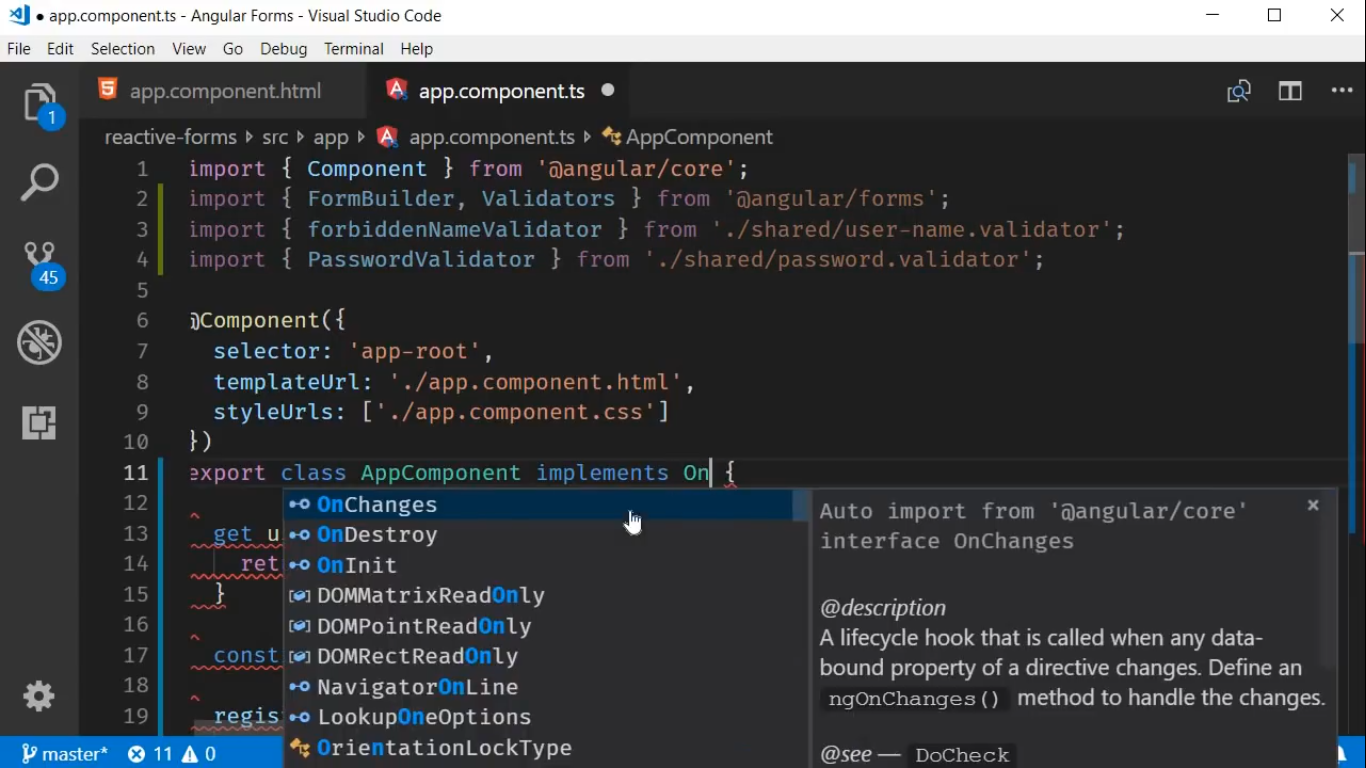 ● app.component.ts - Angular Forms - Visual Studio Code
File Edit Selection View Go Debug Terminal Help
app.component.html app.component.ts
reactive-forms src app app.component.ts AppComponent
1 import { Component } from '@angular/core';
2 import { FormBuilder, Validators } from '@angular/forms';
3 import { forbiddenNameValidator } from './shared/user-name.validator';
4 import { PasswordValidator } from './shared/password.validator';
5
6 @Component({
7 selector: 'app-root',
8 templateUrl: './app.component.html',
9 styleUrls: ['./app.component.css']
10 })
11 export class AppComponent implements On {
12
13 get u
14 ret
15 }
16
17 const
18
19 regis
OnChanges
OnDestroy
OnInit
DOMMatrixReadOnly
DOMPointReadOnly
DOMRectReadOnly
NavigatorOnLine
LookupOneOptions
OrientationLockType
Auto import from '@angular/core'
interface OnChanges
@description
A lifecycle hook that is called when any data-
bound property of a directive changes. Define an
ngOnChanges() method to handle the changes.
@see — DoCheck
1
45
master* 11 0